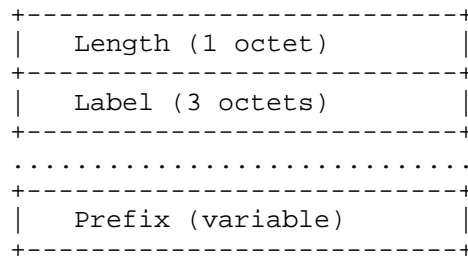 +---------------------------+
|   Length (1 octet)        |
+---------------------------+
|   Label (3 octets)        |
+---------------------------+
.............................
+---------------------------+
|   Prefix (variable)       |
+---------------------------+